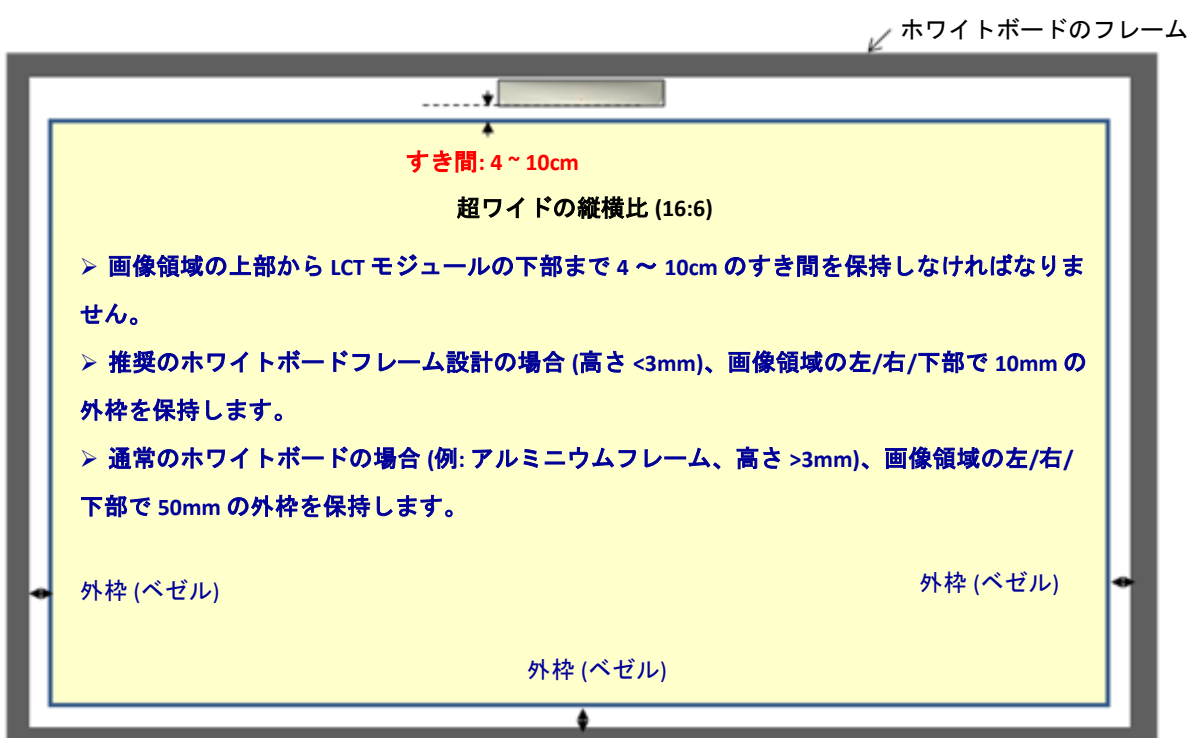 ホワイトボードのフレーム
すき間: 4 ~ 10cm
超ワイドの縦横比 (16:6)
➢ 画像領域の上部から LCT モジュールの下部まで 4 ～ 10cm のすき間を保持しなければなりま
せん。
➢ 推奨のホワイトボードフレーム設計の場合 (高さ <3mm)、画像領域の左/右/下部で 10mm の
外枠を保持します。
➢ 通常のホワイトボードの場合 (例: アルミニウムフレーム、高さ >3mm)、画像領域の左/右/
下部で 50mm の外枠を保持します。
外枠 (ベゼル)
外枠 (ベゼル)
外枠 (ベゼル)